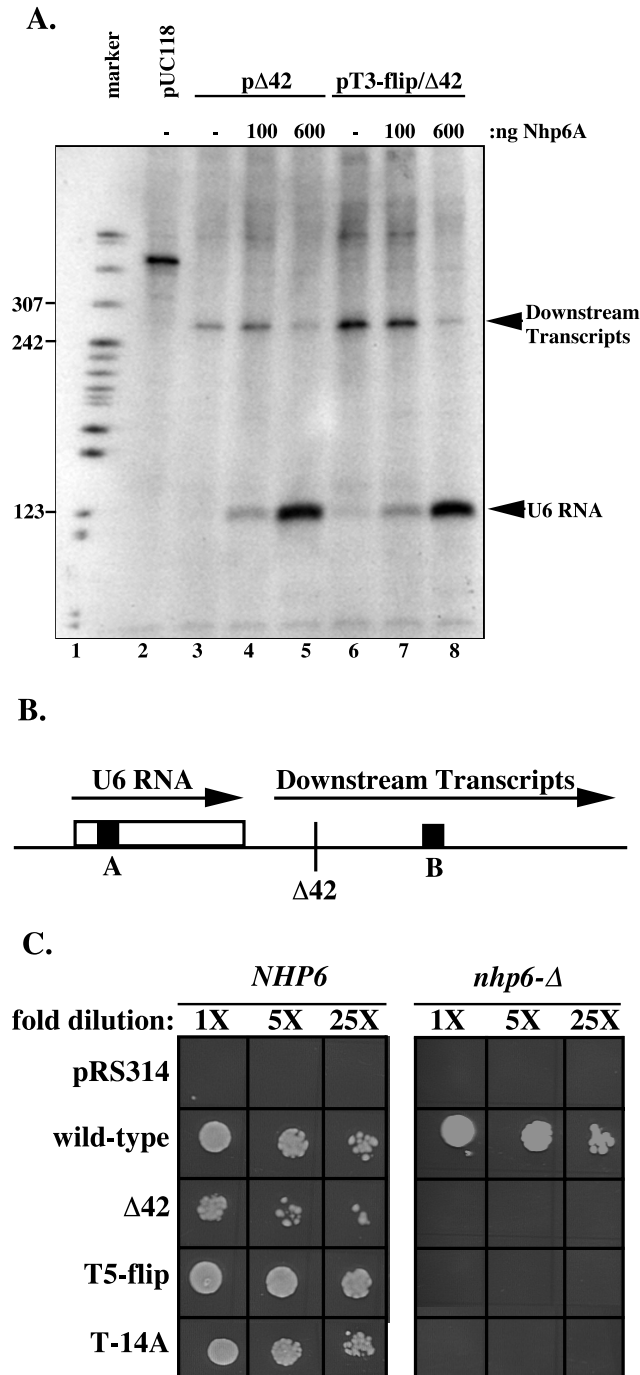 A.
marker
pUC118
pΔ42
pT3-flip/Δ42
- - 100 600 - 100 600 :ng Nhp6A
307
242
123
Downstream
Transcripts
U6 RNA
1 2 3 4 5 6 7 8
B.
U6 RNA
Downstream Transcripts
A
Δ42
B
C.
NHP6
nhp6-Δ
fold dilution: 1X 5X 25X 1X 5X 25X
pRS314
wild-type
Δ42
T5-flip
T-14A